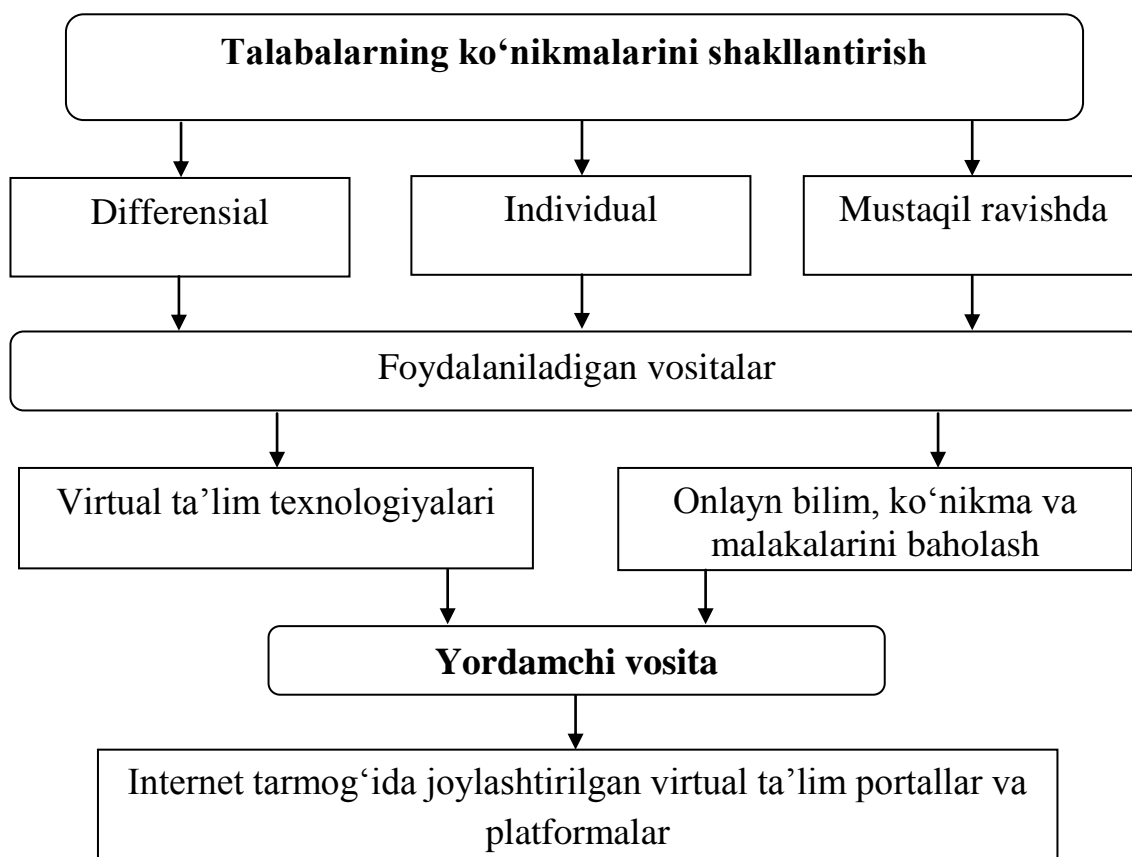 Talabalarning ko‘nikmalarini shakllantirish
Differensial
Individual
Mustaqil ravishda
Foydalaniladigan vositalar
Virtual ta’lim texnologiyalari
Onlayn bilim, ko‘nikma va
malakalarini baholash
Yordamchi vosita
Internet tarmog‘ida joylashtirilgan virtual ta’lim portallar va
platformalar